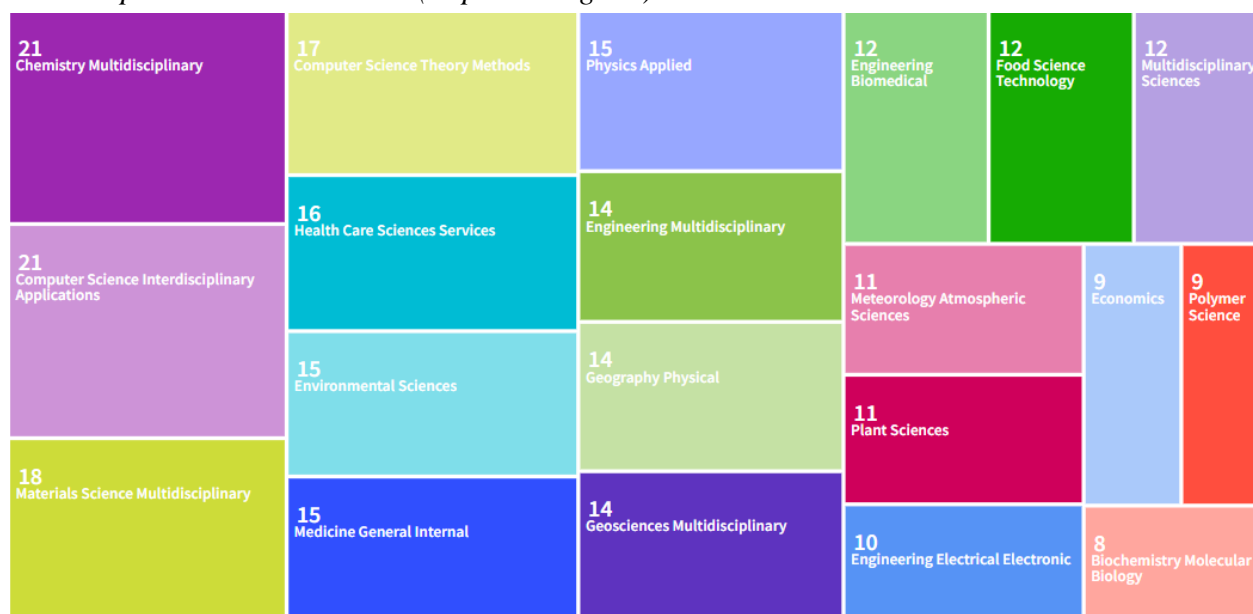 21
Chemistry Multidisciplinary
21
Computer Science Interdisciplinary
Applications
18
Materials Science Multidisciplinary
17
Computer Science Theory Methods
16
Health Care Sciences Services
15
Environmental Sciences
15
Medicine General Internal
15
Physics Applied
14
Engineering Multidisciplinary
14
Geography Physical
14
Geosciences Multidisciplinary
12
Engineering
Biomedical
12
Food Science
Technology
12
Multidisciplinary
Sciences
11
Meteorology Atmospheric
Sciences
11
Plant Sciences
10
Engineering Electrical Electronic
9
Economics
9
Polymer
Science
8
Biochemistry Molecular
Biology